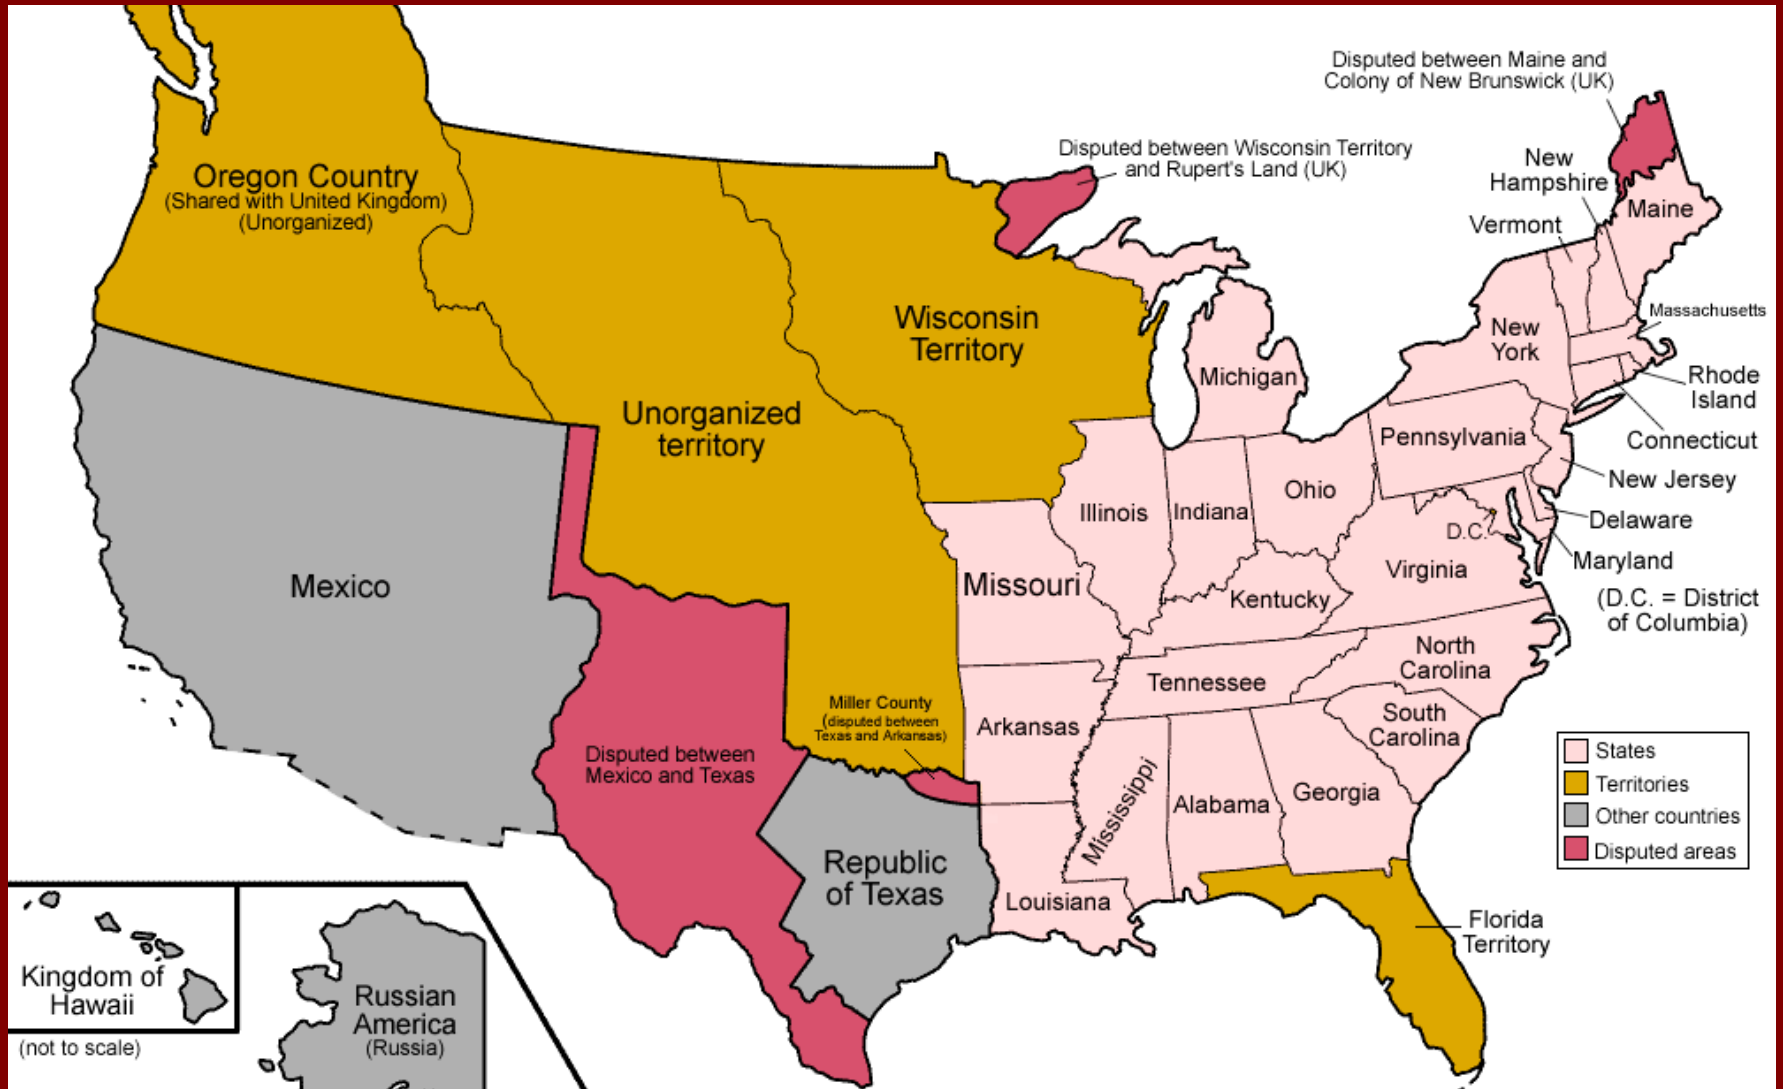 Disputed between Maine and
Colony of New Brunswick (UK)
Disputed between Wisconsin Territory
and Rupert's Land (UK)
New
Hampshire
Vermont
Maine
Oregon Country
(Shared with United Kingdom)
(Unorganized)
Wisconsin
Territory
Michigan
New
York
Massachusetts
Rhode
Island
Connecticut
Pennsylvania
New Jersey
Delaware
Maryland
(D.C. = District
of Columbia)
Unorganized
territory
Illinois
Indiana
Ohio
D.C.
Virginia
Mexico
Missouri
Kentucky
North
Carolina
Tennessee
South
Carolina
Miller County
(disputed between
Texas and Arkansas)
Arkansas
Disputed between
Mexico and Texas
Mississippi
Alabama
Georgia
States
Territories
Other countries
Disputed areas
Republic
of Texas
Louisiana
Florida
Territory
Kingdom of
Hawaii
(not to scale)
Russian
America
(Russia)